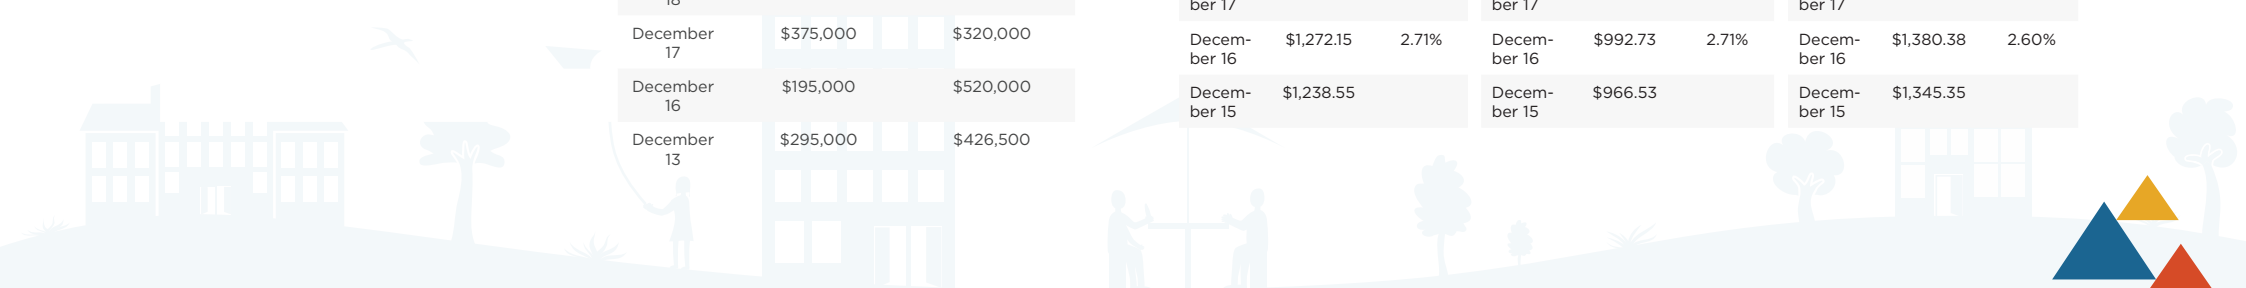 18
December $375,000 $320,000
17
December $195,000 $520,000
16
December $295,000 $426,500
13
ber 17
Decem- $1,272.15 2.71%
ber 16
Decem- $1,238.55
ber 15
ber 17
Decem- $992.73 2.71%
ber 16
Decem- $966.53
ber 15
ber 17
Decem- $1,380.38 2.60%
ber 16
Decem- $1,345.35
ber 15